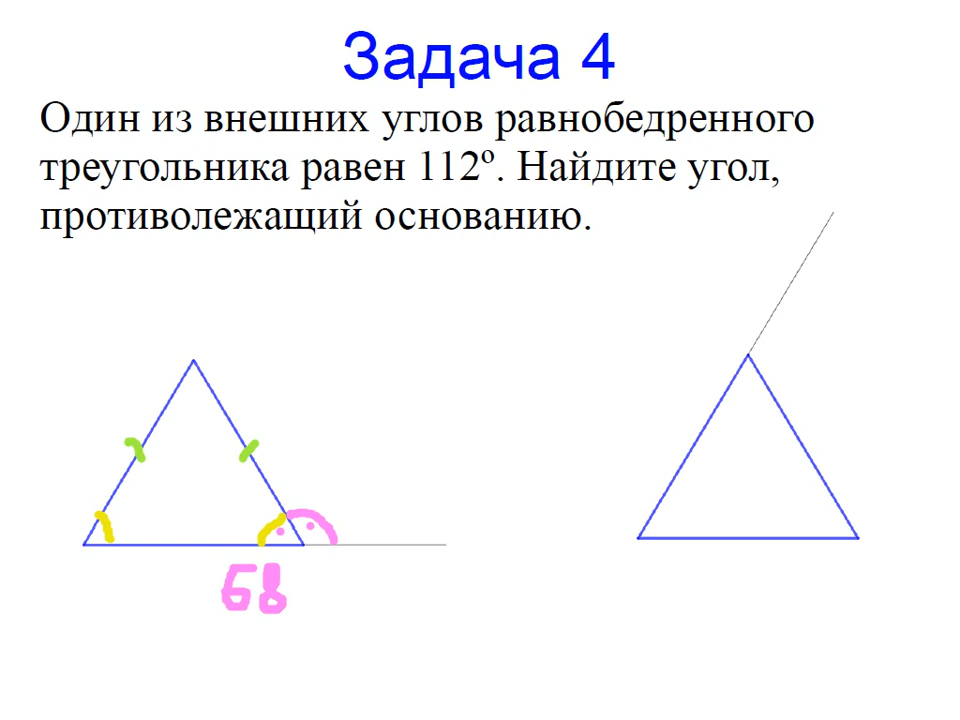 Задача 4
Один из внешних углов равнобедренного
треугольника равен 112º. Найдите угол,
противолежащий основанию.
68